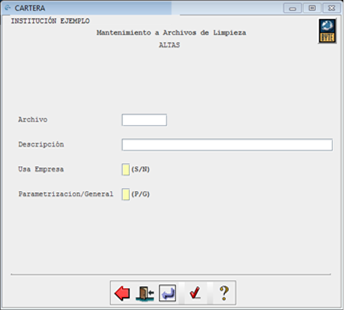 CARTERA
INSTITUCIÓN EJEMPLO
Mantenimiento a Archivos de Limpieza
ALTAS
Archivo
Descripción
Usa Empresa (S/N)
Parametrizacion/General (P/G)